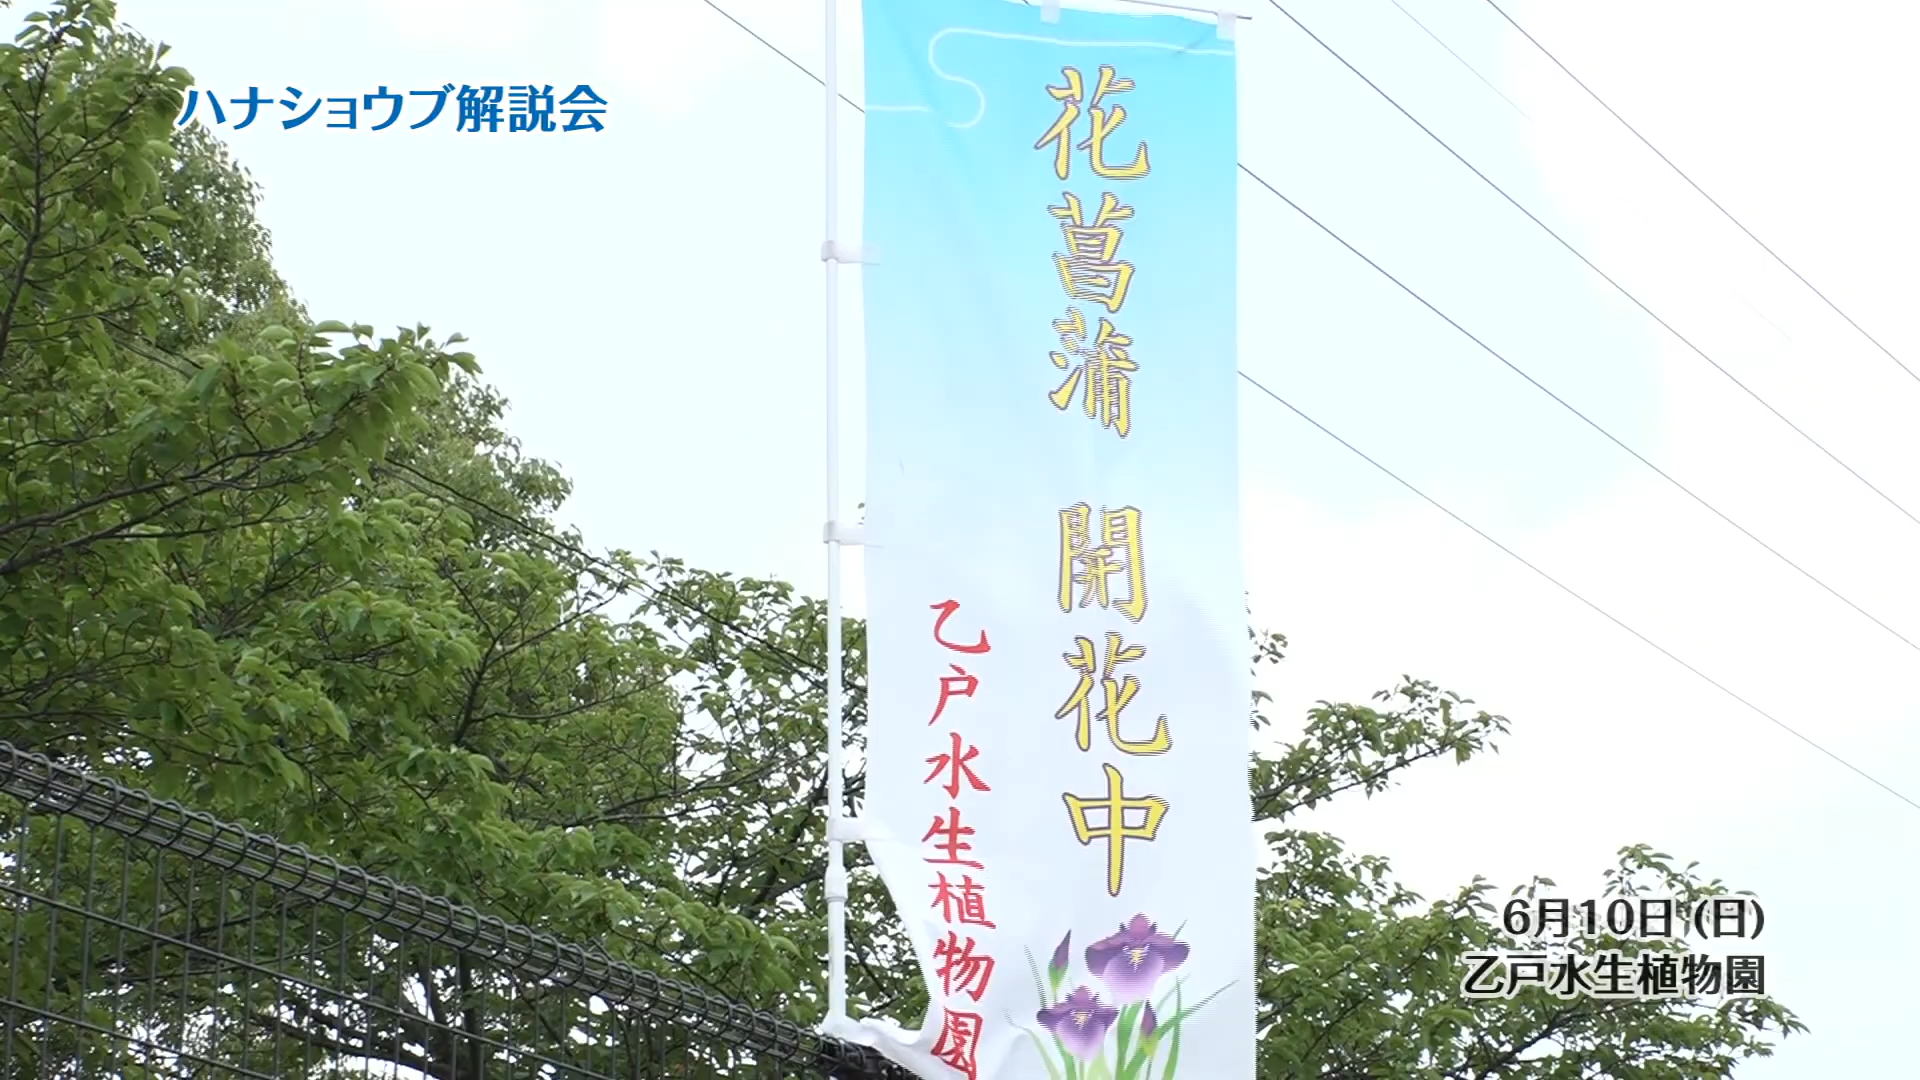 ハナショウブ解説会
花菖蒲 開花中
乙戸水生植物園
6月10日(日)
乙戸水生植物園